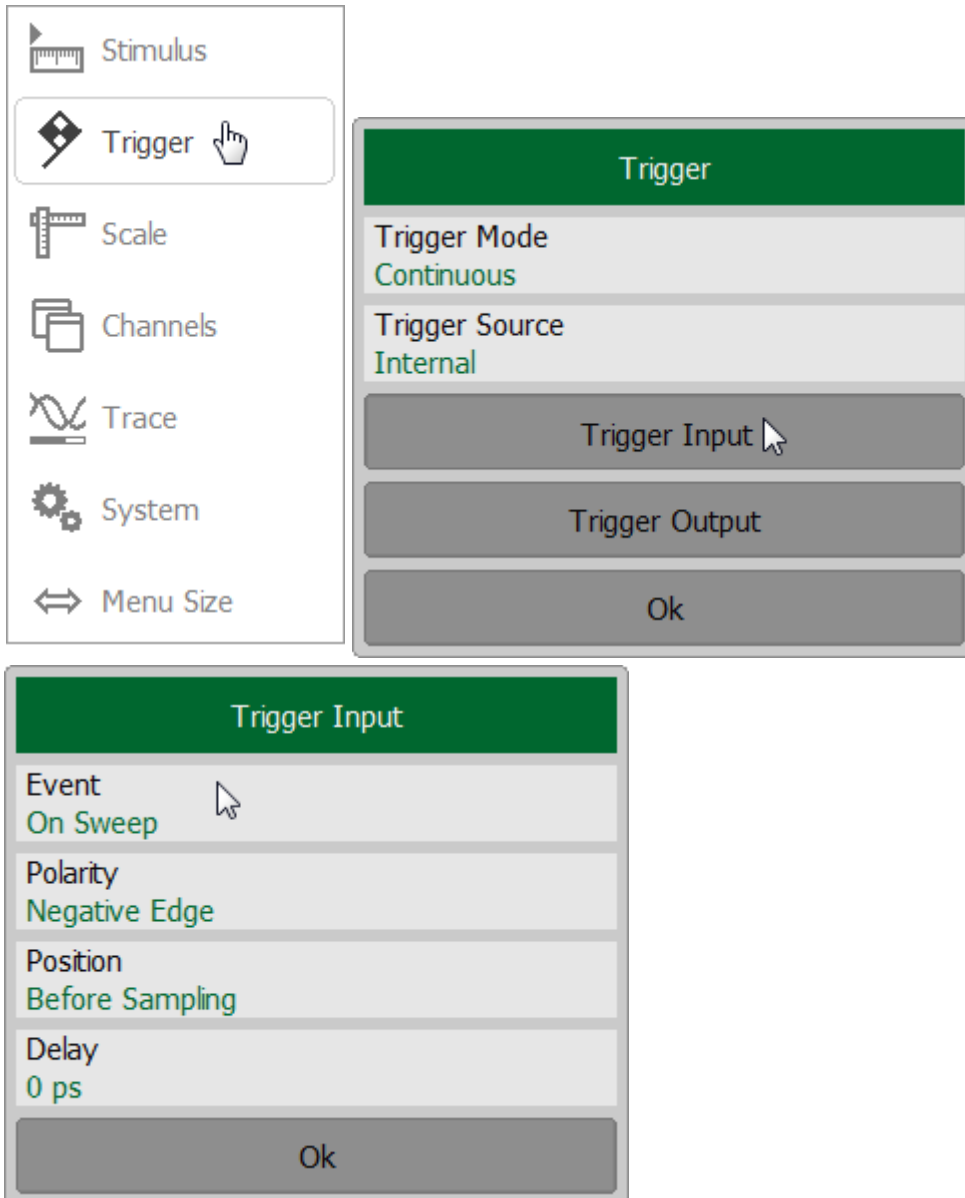 Stimulus
Trigger
Scale
Channels
Trace
System
Menu Size
Trigger
Trigger Mode
Continuous
Trigger Source
Internal
Trigger Input
Trigger Output
Ok
Trigger Input
Event
On Sweep
Polarity
Negative Edge
Position
Before Sampling
Delay
0 ps
Ok